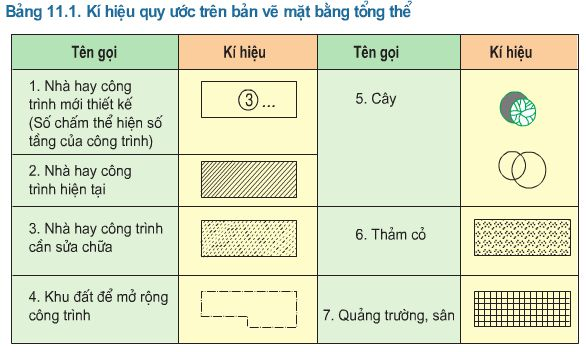 Bảng 11.1. Kí hiệu quy ước trên bản vẽ mặt bằng tổng thể
Tên gọi
Kí hiệu
Tên gọi
Kí hiệu
1. Nhà hay công
trình mới thiết kế
(Số chấm thể hiện số
tầng của công trình)
3 ...
2. Nhà hay công
trình hiện tại
3. Nhà hay công trình
cần sửa chữa
4. Khu đất để mở rộng
công trình
5. Cây
6. Thảm cỏ
7. Quảng trường, sân